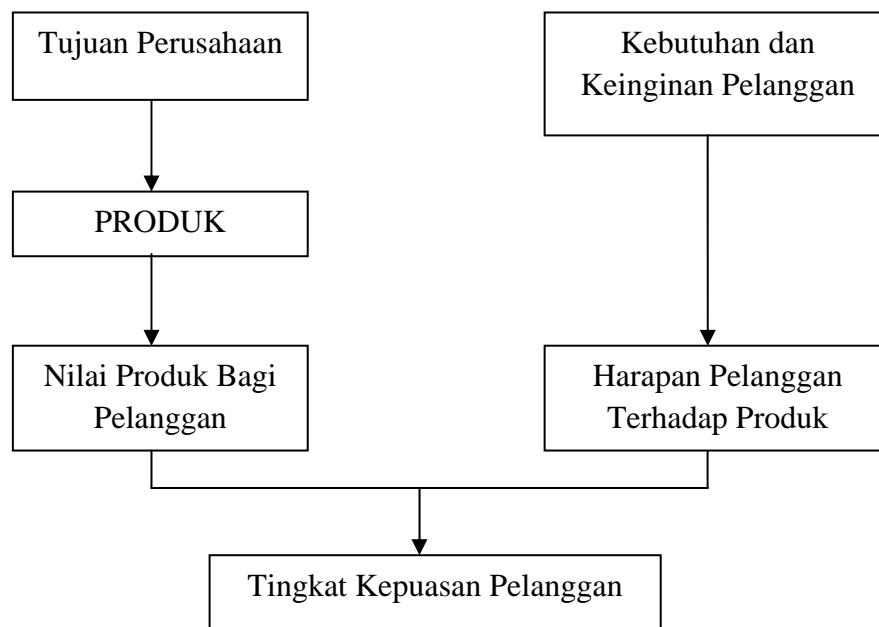 Tujuan Perusahaan
Kebutuhan dan
Keinginan Pelanggan
PRODUK
Nilai Produk Bagi
Pelanggan
Harapan Pelanggan
Terhadap Produk
Tingkat Kepuasan Pelanggan